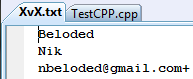 XvX.txt TestCPP.cpp
Beloded
Nik
nbeloded@gmail.com+